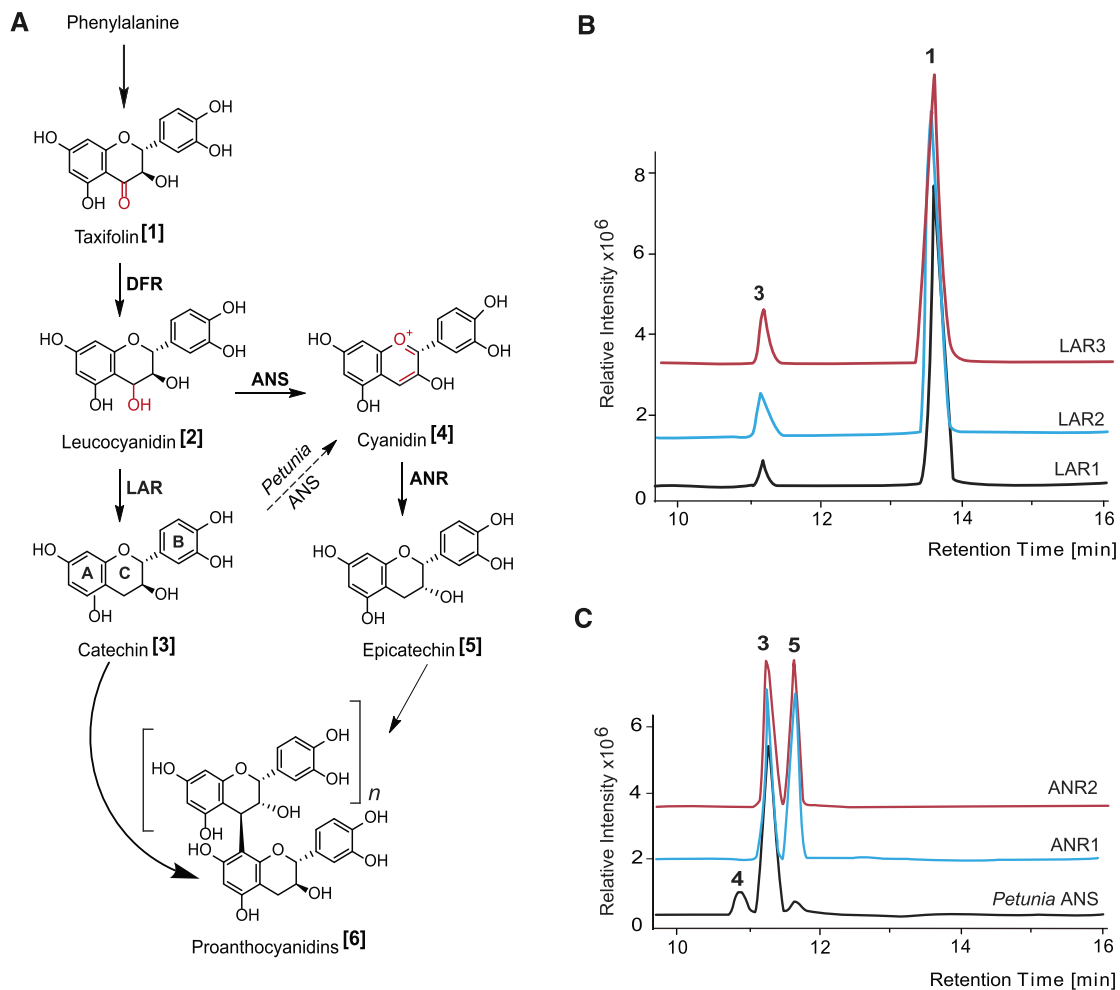 A
Phenylalanine
HO
O
OH
OH
OH
OH
O
Taxifolin [1]
DFR
HO
O
OH
OH
OH
OH
OH
Leucocyanidin [2]
ANS
HO
O+
OH
OH
OH
OH
Cyanidin [4]
LAR
Petunia
ANS
ANR
HO
O
OH
OH
OH
OH
A
B
C
Catechin [3]
HO
O
OH
OH
OH
OH
Epicatechin [5]
HO
O
OH
OH
OH
OH
n
HO
O
OH
OH
OH
OH
Proanthocyanidins [6]
B
1
3
Relative Intensity x10^6
8
6
4
2
0
LAR3
LAR2
LAR1
10
12
14
16
Retention Time [min]
C
3
5
4
Relative Intensity x10^6
6
4
2
0
ANR2
ANR1
Petunia ANS
10
12
14
16
Retention Time [min]